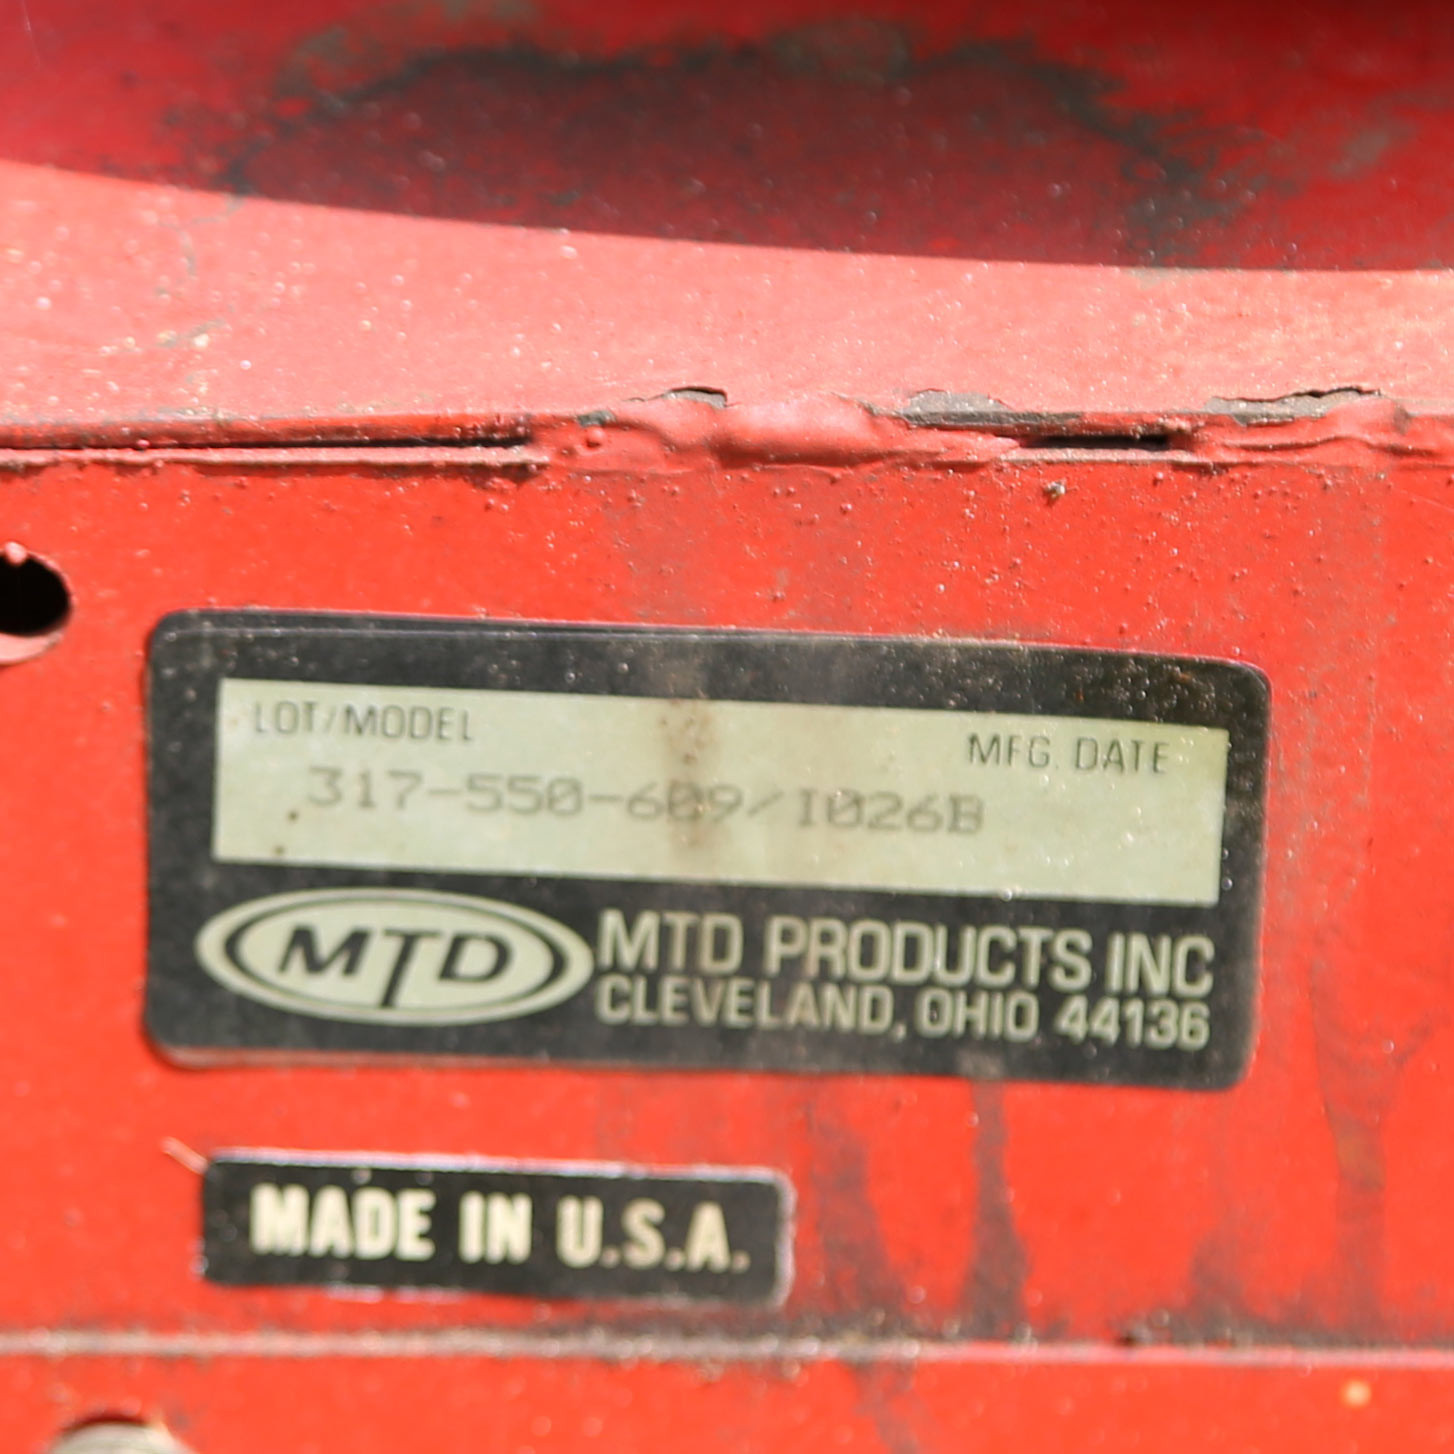 LOT/MODEL MFG. DATE
317-550-609/I026B
MTD MTD PRODUCTS INC
CLEVELAND, OHIO 44136
MADE IN U.S.A.